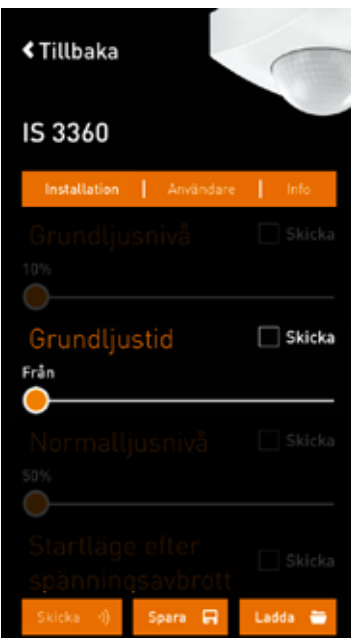 Tillbaka
IS 3360
Installation | Användare | Info
Grundljusnivå Skicka
10%
Grundljustid Skicka
Från
Normalljusnivå Skicka
50%
Startläge efter
spänningsavbrott Skicka
Skicka Spara Ladda